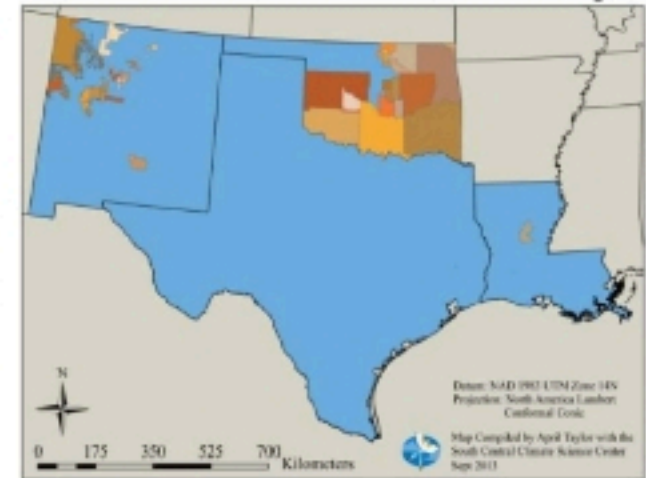 N
Datum: NAD 1983 UTM Zone 14N
Projection: North America Lambert
Conformal Conic
Map Compiled by April Taylor with the
South Central Climate Science Center
Sept 2013
0 175 350 525 700
Kilometers